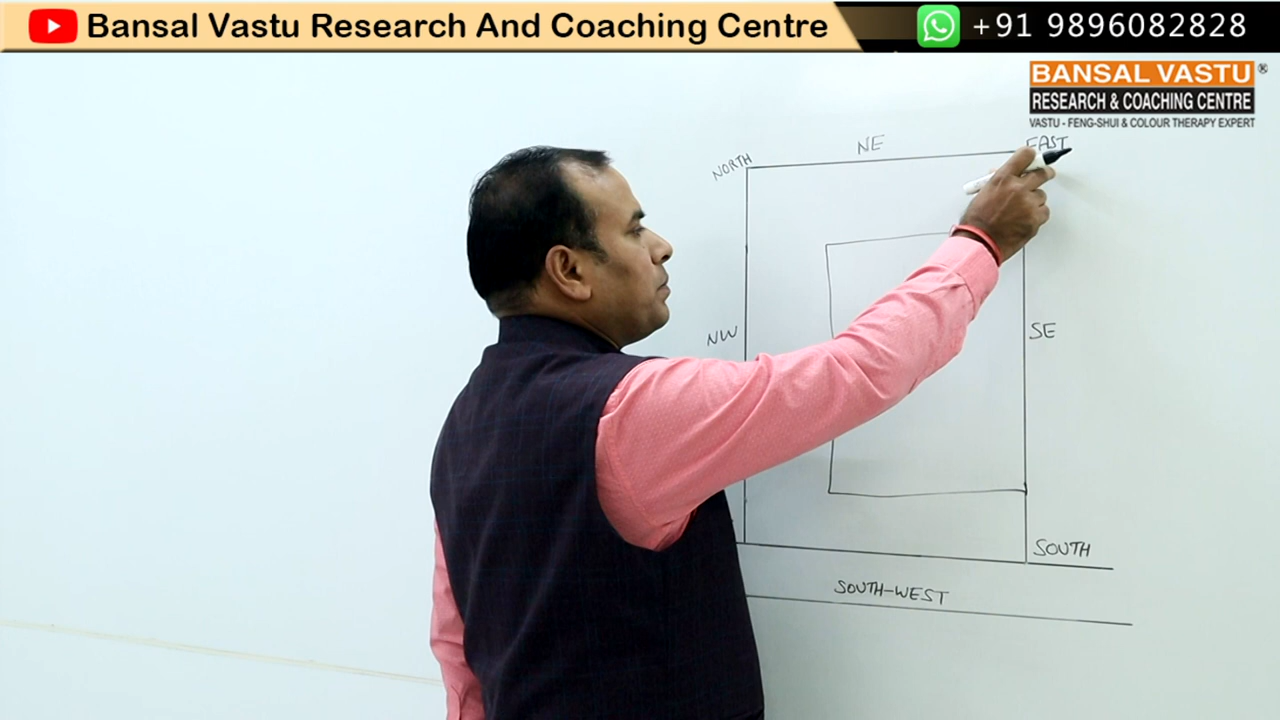 Bansal Vastu Research And Coaching Centre
+91 9896082828
BANSAL VASTU®
RESEARCH & COACHING CENTRE
VASTU - FENG-SHUI & COLOUR THERAPY EXPERT
NORTH
NE
EAST
NW
SE
SOUTH
SOUTH-WEST